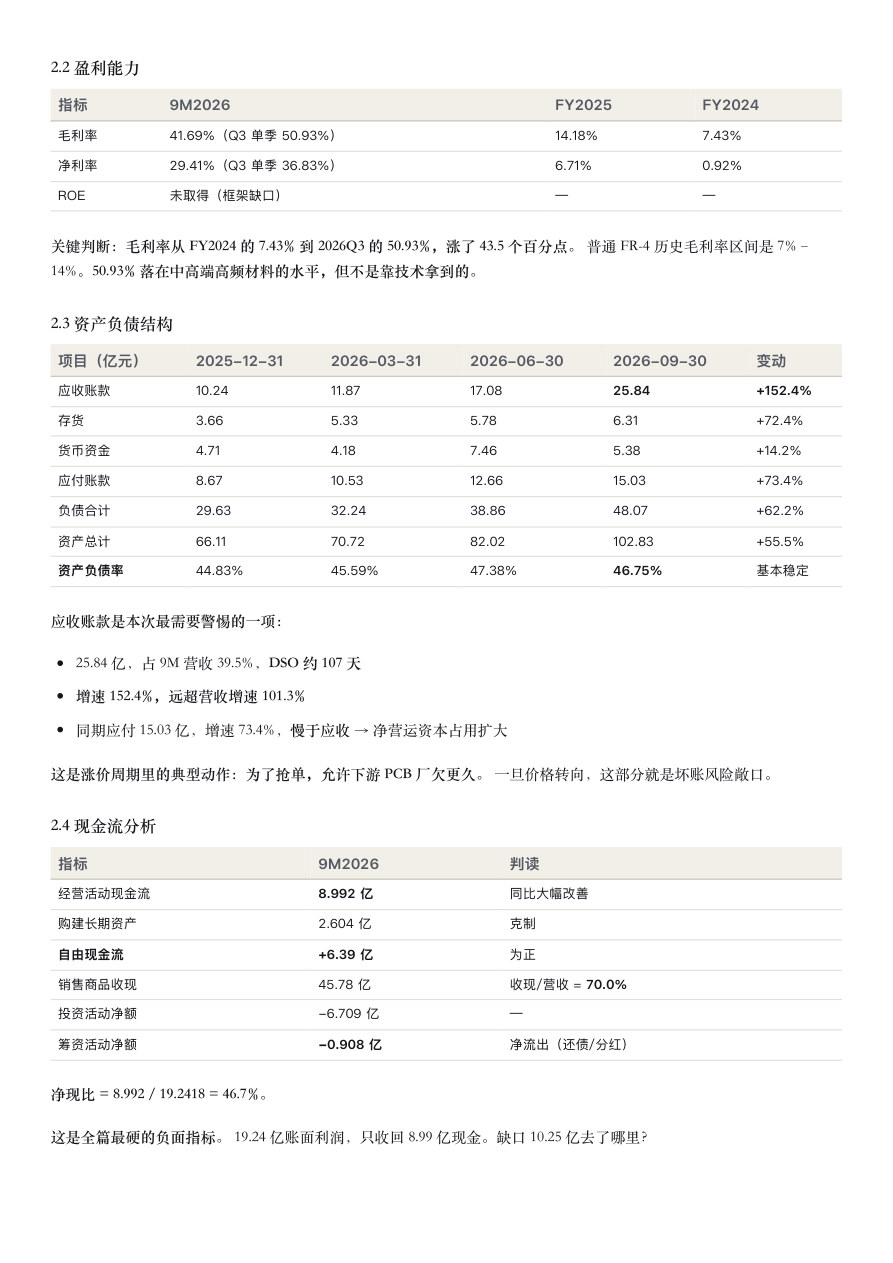 2.2 盈利能力
指标 9M2026 FY2025 FY2024
毛利率 41.69%（Q3 单季 50.93%） 14.18% 7.43%
净利率 29.41%（Q3 单季 36.83%） 6.71% 0.92%
ROE 未取得（框架缺口） — —
关键判断：毛利率从 FY2024 的 7.43% 到 2026Q3 的 50.93%，涨了 43.5 个百分点。 普通 FR-4 历史毛利率区间是 7% –
14%。50.93% 落在中高端高频材料的水平，但不是靠技术拿到的。
2.3 资产负债结构
项目（亿元） 2025-12-31 2026-03-31 2026-06-30 2026-09-30 变动
应收账款 10.24 11.87 17.08 25.84 +152.4%
存货 3.66 5.33 5.78 6.31 +72.4%
货币资金 4.71 4.18 7.46 5.38 +14.2%
应付账款 8.67 10.53 12.66 15.03 +73.4%
负债合计 29.63 32.24 38.86 48.07 +62.2%
资产总计 66.11 70.72 82.02 102.83 +55.5%
资产负债率 44.83% 45.59% 47.38% 46.75% 基本稳定
应收账款是本次最需要警惕的一项：
• 25.84 亿，占 9M 营收 39.5%，DSO 约 107 天
• 增速 152.4%，远超营收增速 101.3%
• 同期应付 15.03 亿，增速 73.4%，慢于应收 → 净营运资本占用扩大
这是涨价周期里的典型动作：为了抢单，允许下游 PCB 厂欠更久。 一旦价格转向，这部分就是坏账风险敞口。
2.4 现金流分析
指标 9M2026 判读
经营活动现金流 8.992 亿 同比大幅改善
购建长期资产 2.604 亿 克制
自由现金流 +6.39 亿 为正
销售商品收现 45.78 亿 收现/营收 = 70.0%
投资活动净额 −6.709 亿 —
筹资活动净额 −0.908 亿 净流出（还债/分红）
净现比 = 8.992 / 19.2418 = 46.7%。
这是全篇最硬的负面指标。 19.24 亿账面利润，只收回 8.99 亿现金。缺口 10.25 亿去了哪里?